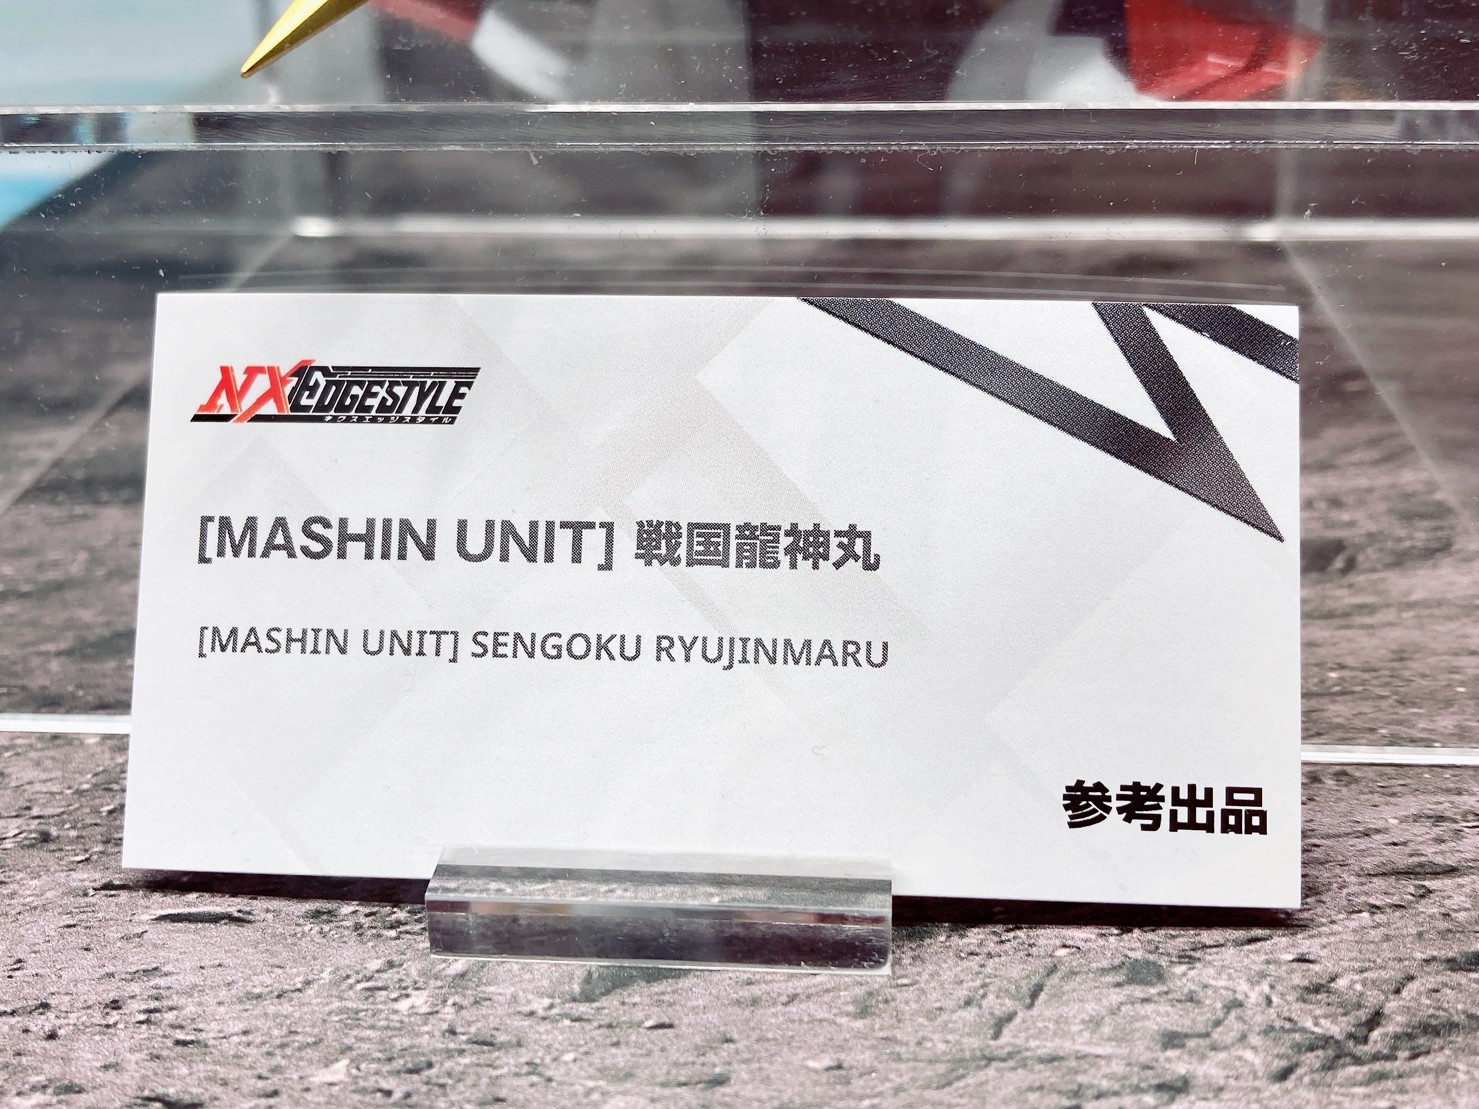 NXEDGESTYLE
ネクスエッジスタイル
[MASHIN UNIT] 戦国龍神丸
[MASHIN UNIT] SENGOKU RYUJINMARU
参考出品